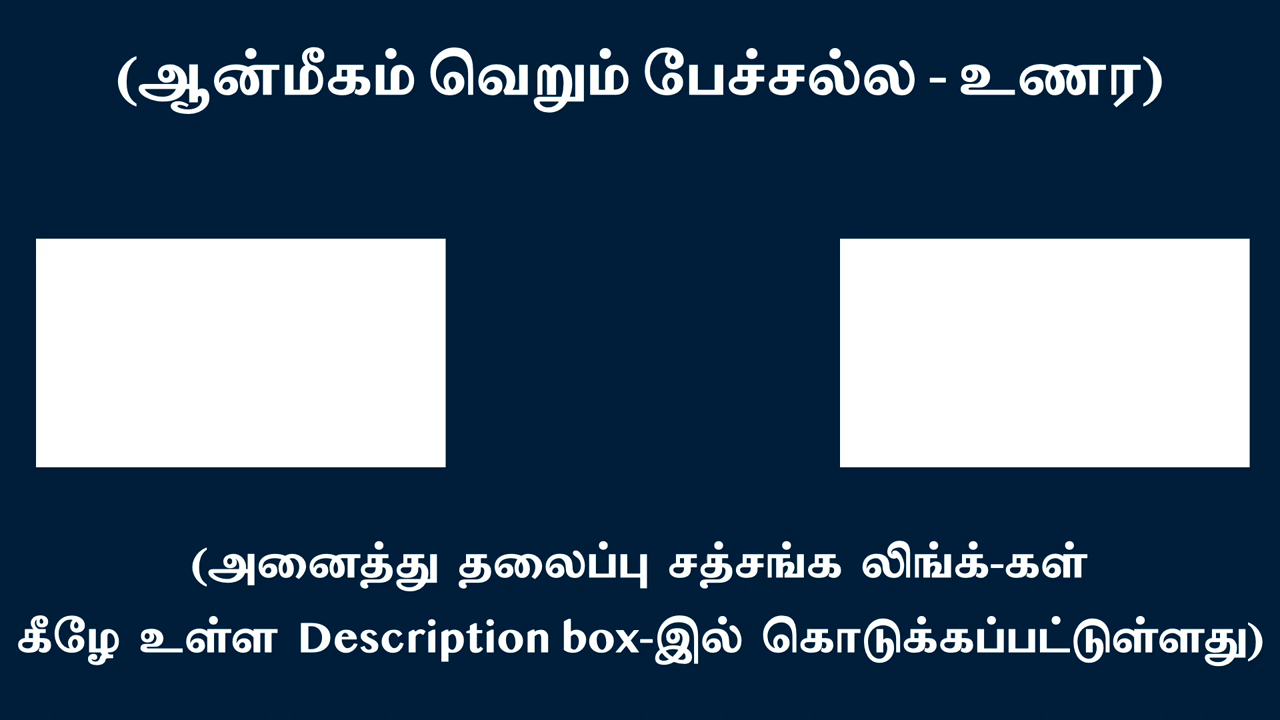 (ஆன்மீகம் வெறும் பேச்சல்ல - உணர)
(அனைத்து தலைப்பு சத்சங்க லிங்க்-கள்
கீழே உள்ள Description box-இல் கொடுக்கப்பட்டுள்ளது)